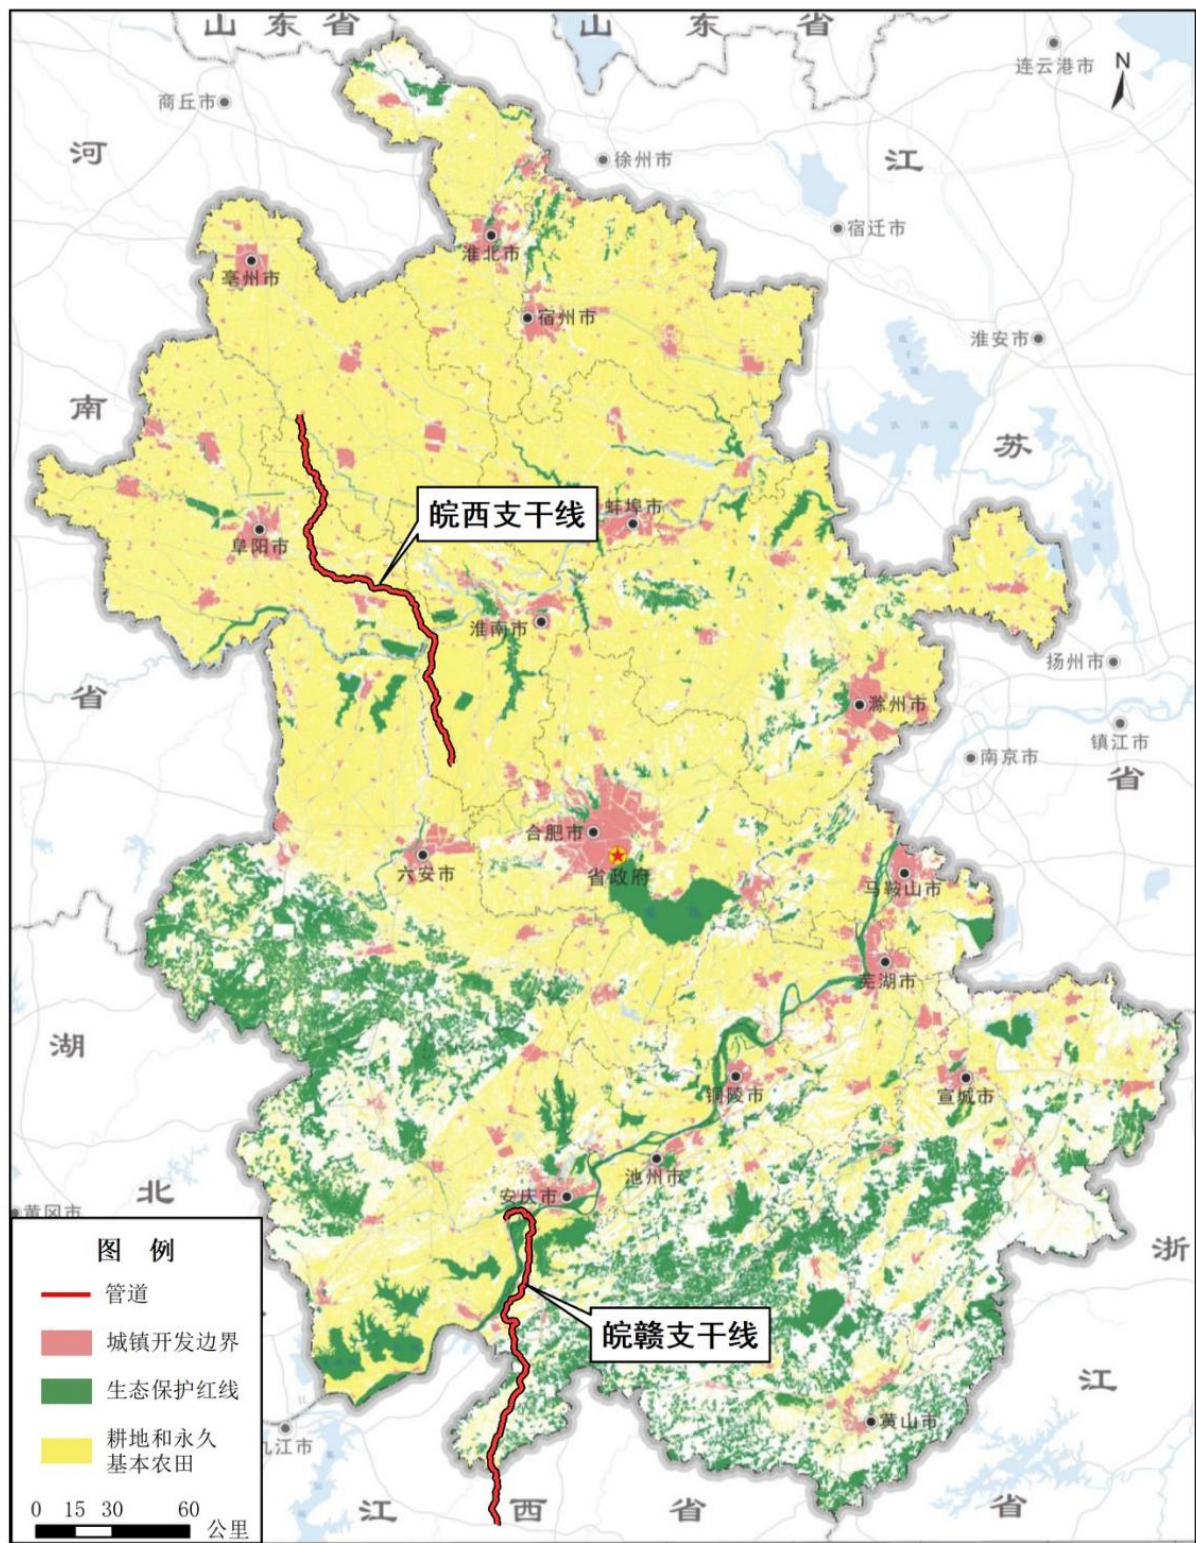 山东省
山东省
连云港市
N
商丘市
河
徐州市
江
宿迁市
淮北市
亳州市
宿州市
淮安市
南
苏
皖西支干线
蚌埠市
阜阳市
淮南市
扬州市
省
滁州市
镇江市
南京市
省
合肥市
六安市
省政府
马鞍山市
芜湖市
湖
铜陵市
宣城市
池州市
北
安庆市
黄冈市
浙
图 例
管道
皖赣支干线
城镇开发边界
生态保护红线
江
黄山市
耕地和永久
基本农田
九江市
江西省
省
0 15 30 60
公里